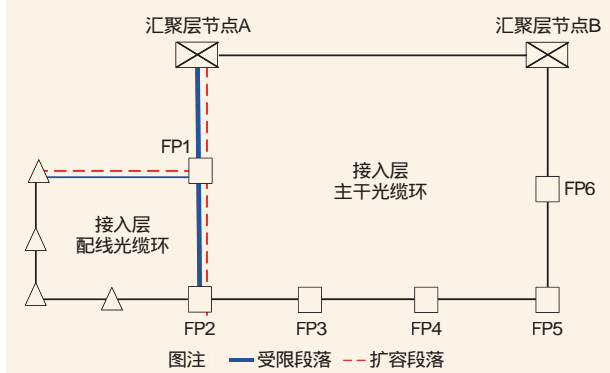 汇聚层节点A
汇聚层节点B
FP1
接入层
主干光缆环
FP6
接入层
配线光缆环
FP2
FP3
FP4
FP5
图注 受限段落 扩容段落